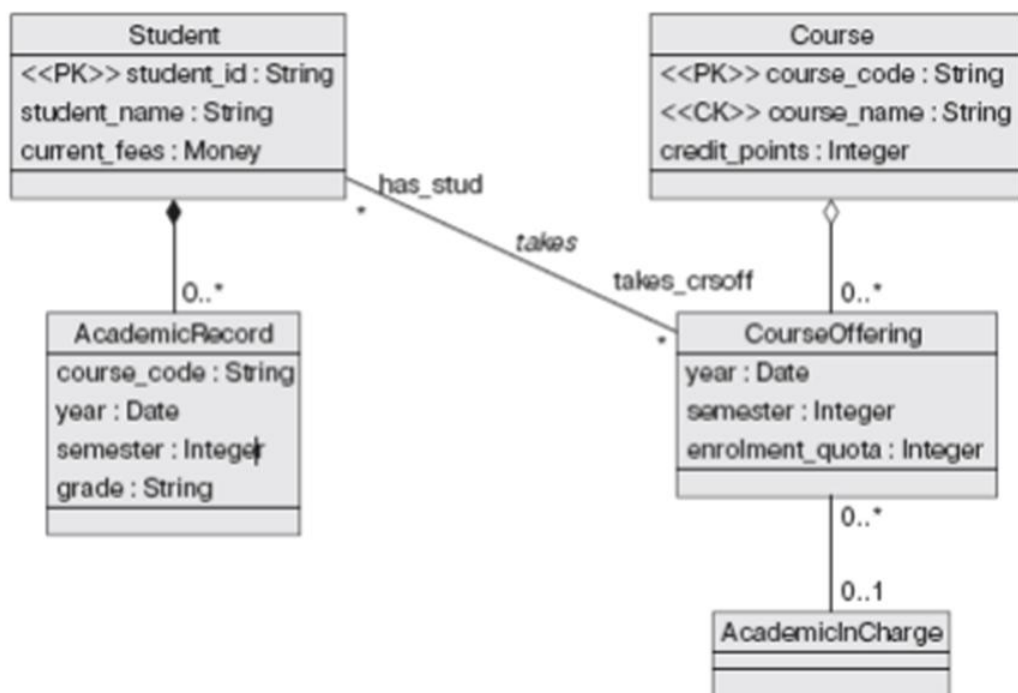 Student
<<PK>> student_id : String
student_name : String
current_fees : Money
Course
<<PK>> course_code : String
<<CK>> course_name : String
credit_points : Integer
has_stud
*
takes
takes_crsoff
*
0..*
0..*
AcademicRecord
course_code : String
year : Date
semester : Integer
grade : String
CourseOffering
year : Date
semester : Integer
enrolment_quota : Integer
0..*
0..1
AcademicInCharge